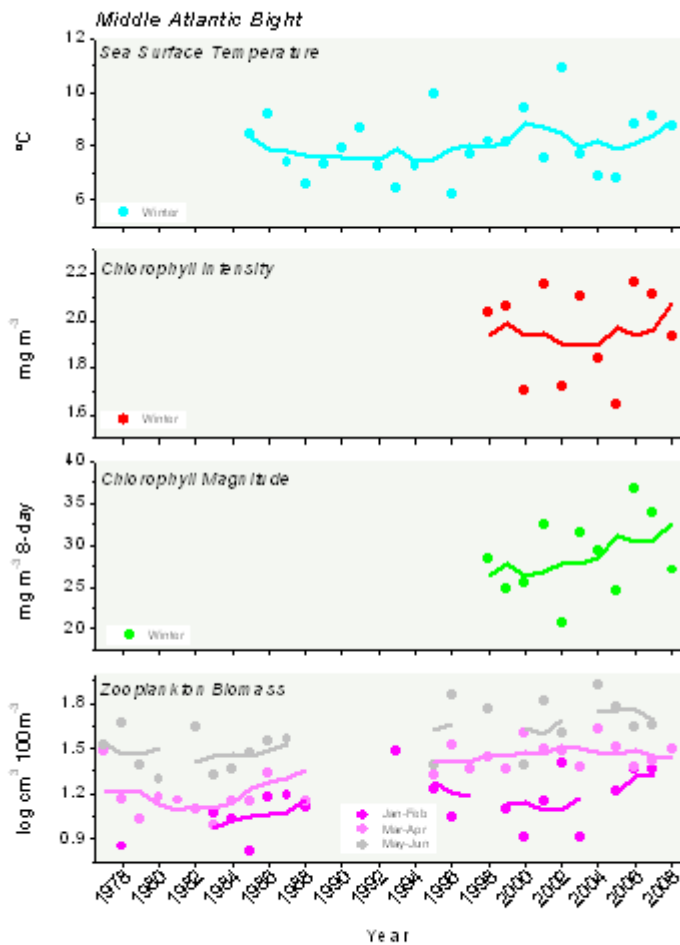 Middle Atlantic Bight
Sea Surface Temperature
12
10
8
6
ºC
Winter
Chlorophyll Intensity
2.2
2.0
1.8
1.6
mg m-3
Winter
Chlorophyll Magnitude
40
35
30
25
20
mg m-3 8-day
Winter
Zooplankton Biomass
1.8
1.5
1.2
0.9
log cm3 100m-3
Jan-Feb
Mar-Apr
May-Jun
1978 1980 1982 1984 1986 1988 1990 1992 1994 1996 1998 2000 2002 2004 2006 2008
Year